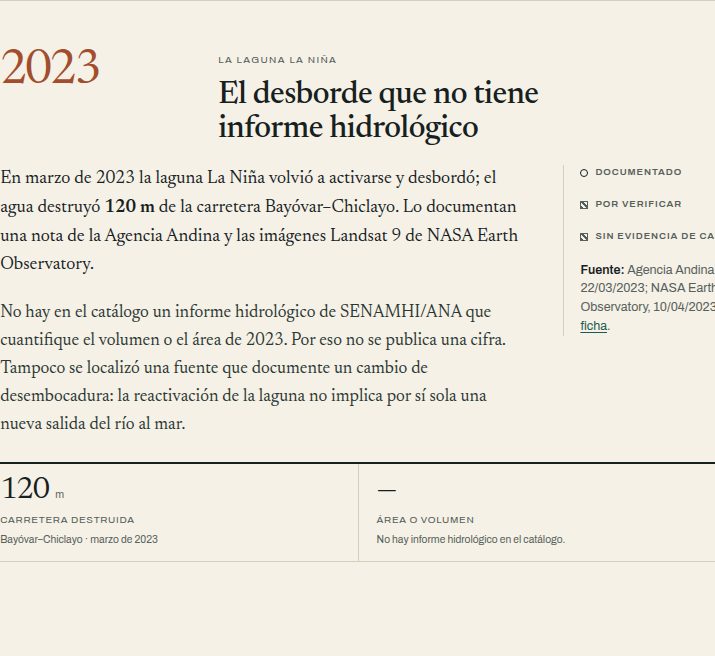 2023
LA LAGUNA LA NIÑA
El desborde que no tiene
informe hidrológico
En marzo de 2023 la laguna La Niña volvió a activarse y desbordó; el
agua destruyó 120 m de la carretera Bayóvar–Chiclayo. Lo documentan
una nota de la Agencia Andina y las imágenes Landsat 9 de NASA Earth
Observatory.
No hay en el catálogo un informe hidrológico de SENAMHI/ANA que
cuantifique el volumen o el área de 2023. Por eso no se publica una cifra.
Tampoco se localizó una fuente que documente un cambio de
desembocadura: la reactivación de la laguna no implica por sí sola una
nueva salida del río al mar.
DOCUMENTADO
POR VERIFICAR
SIN EVIDENCIA DE CA
Fuente: Agencia Andina
22/03/2023; NASA Earth
Observatory, 10/04/2023
ficha.
120 m
CARRETERA DESTRUIDA
Bayóvar–Chiclayo · marzo de 2023
—
ÁREA O VOLUMEN
No hay informe hidrológico en el catálogo.